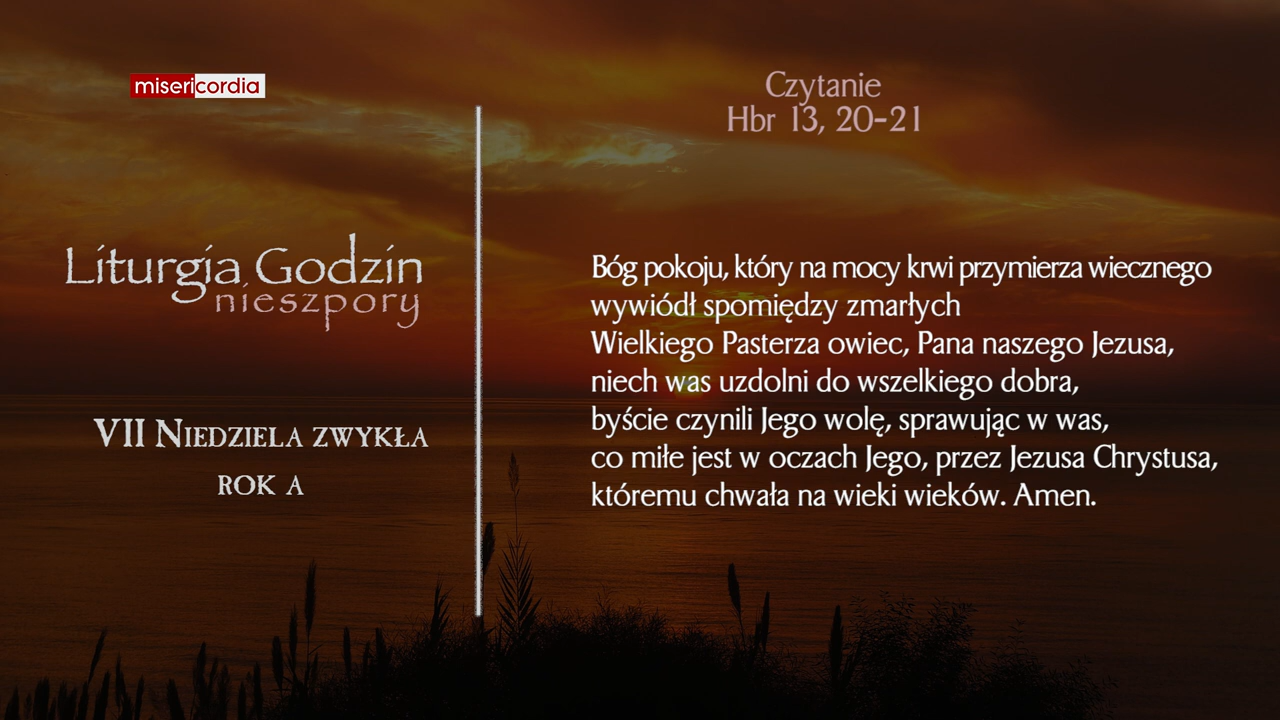 misericordia
Liturgia Godzin
nieszpory
VII Niedziela zwykła
rok A
Czytanie
Hbr 13, 20-21
Bóg pokoju, który na mocy krwi przymierza wiecznego
wywiódł spomiędzy zmarłych
Wielkiego Pasterza owiec, Pana naszego Jezusa,
niech was uzdolni do wszelkiego dobra,
byście czynili Jego wolę, sprawując w was,
co miłe jest w oczach Jego, przez Jezusa Chrystusa,
któremu chwała na wieki wieków. Amen.